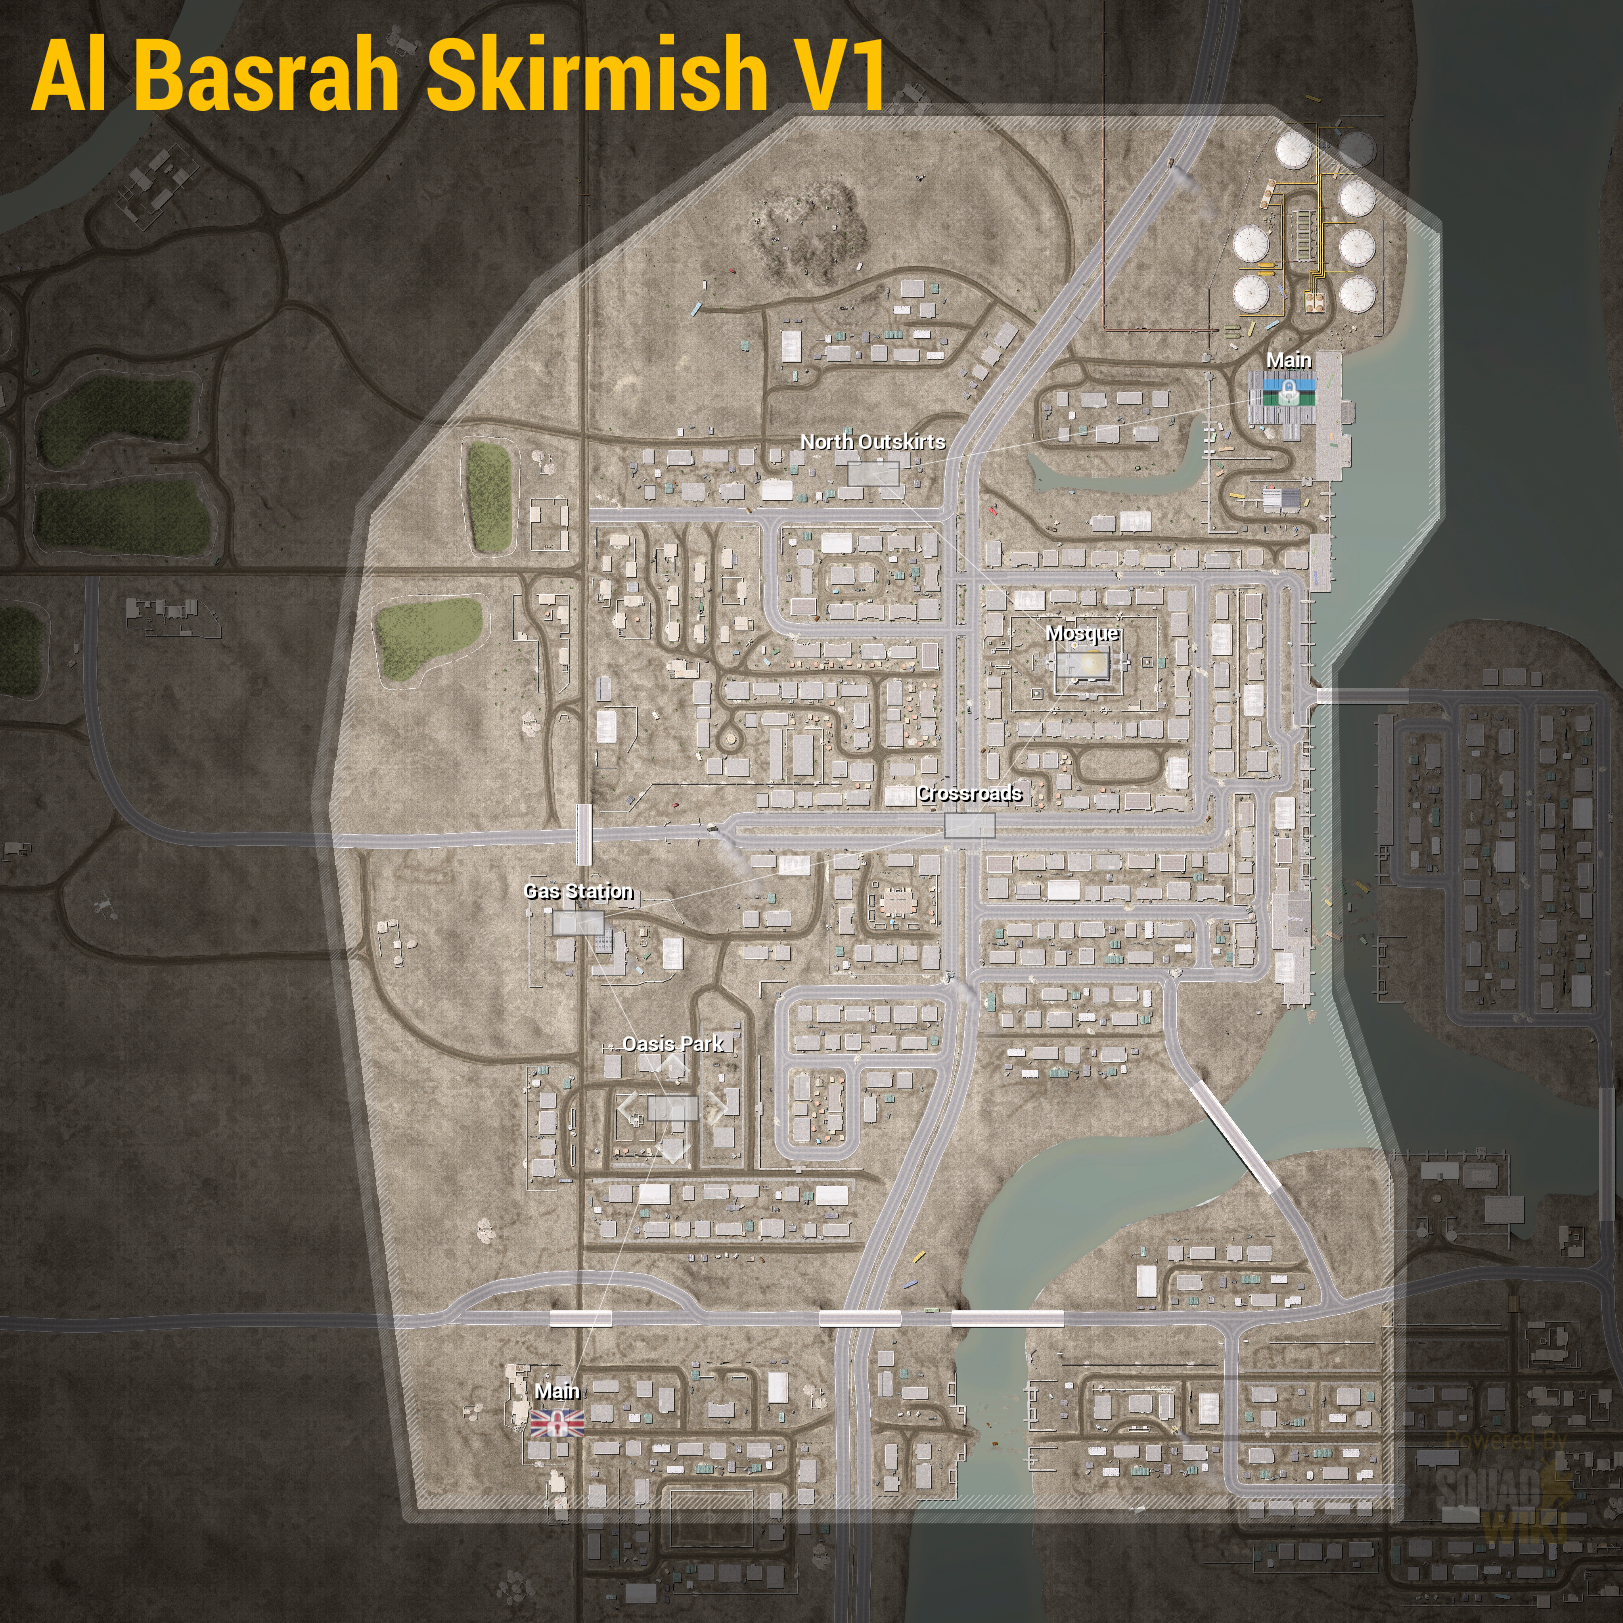 Al Basrah Skirmish V1
Main
North Outskirts
Mosque
Crossroads
Gas Station
Oasis Park
Main
Powered By
SQUAD
WIKI